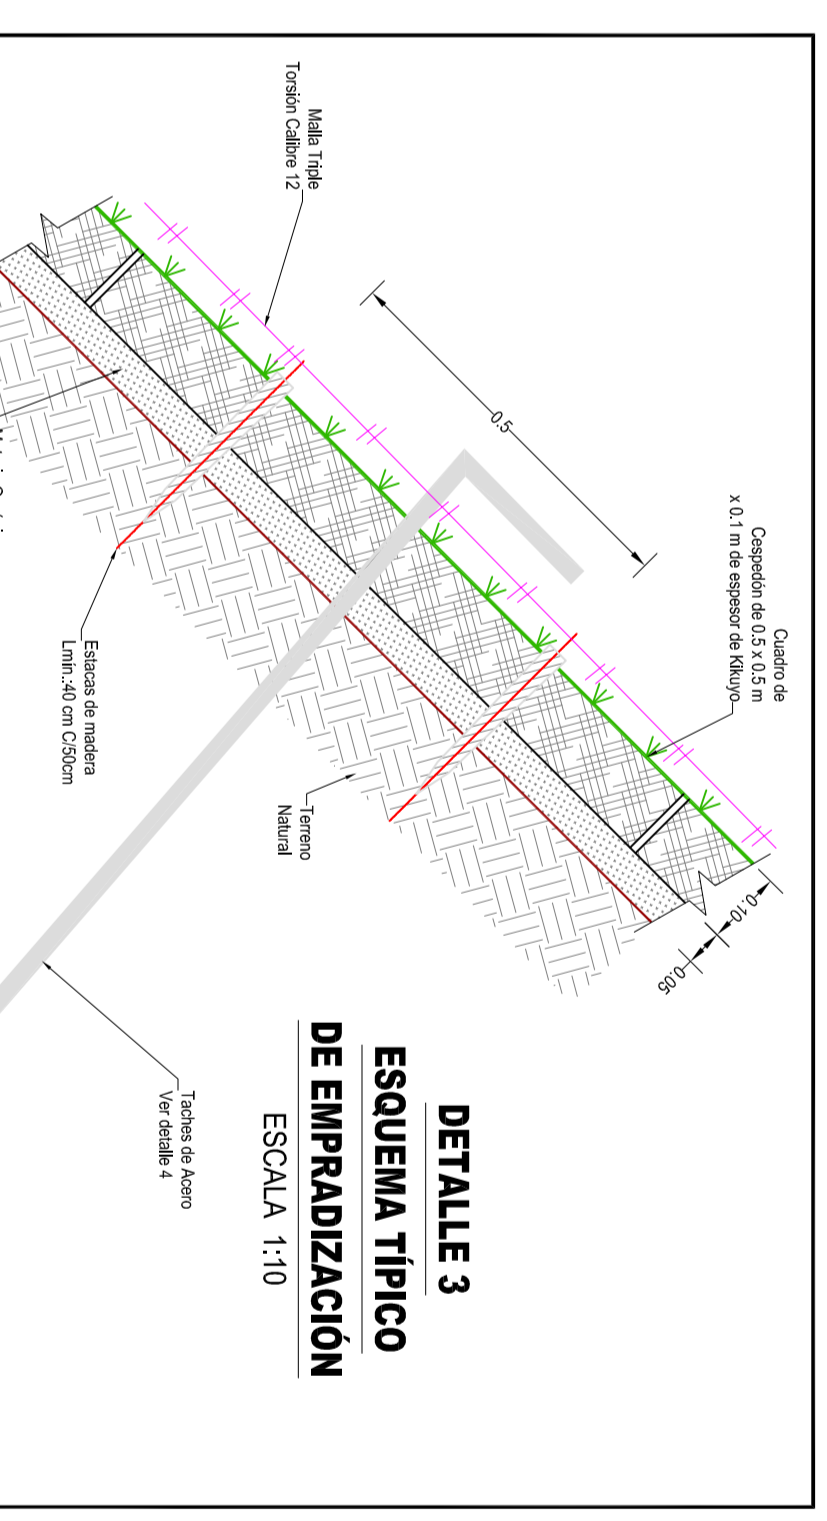 Malla Triple
Torsión Calibre 12
0.5
Cuadro de
Cespedón de 0.5 x 0.5 m
x 0.1 m de espesor de Kikuyo
0.10
0.05
Estacas de madera
Lmin.:40 cm C/50cm
Terreno
Natural
Taches de Acero
Ver detalle 4
DETALLE 3
ESQUEMA TÍPICO
DE EMPRADIZACIÓN
ESCALA 1:10